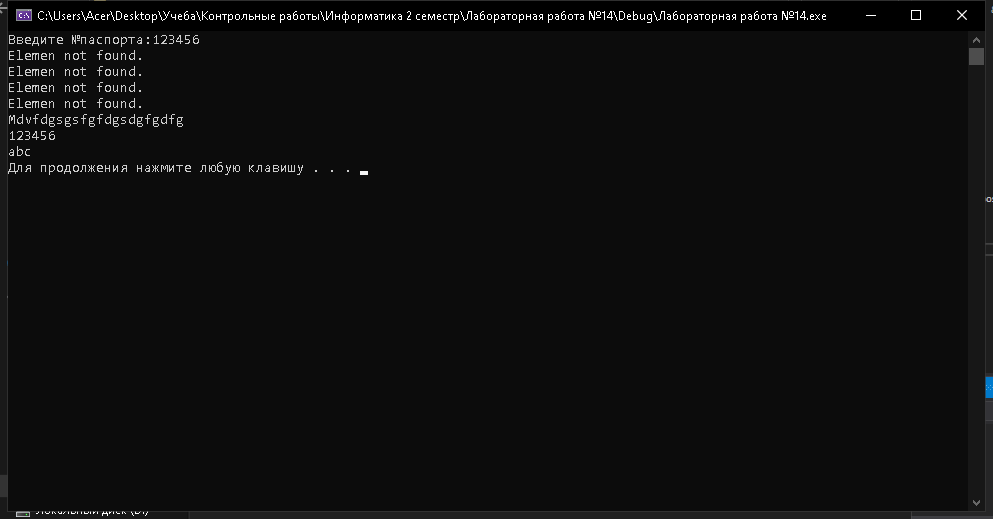 C:\Users\Acer\Desktop\Учеба\Контрольные работы\Информатика 2 семестр\Лабораторная работа №14\Debug\Лабораторная работа №14.exe
Введите №паспорта:123456
Elemen not found.
Elemen not found.
Elemen not found.
Elemen not found.
Mdvfdgsgsfgfdgsdgfgdfg
123456
abc
Для продолжения нажмите любую клавишу . . .
Локальный диск